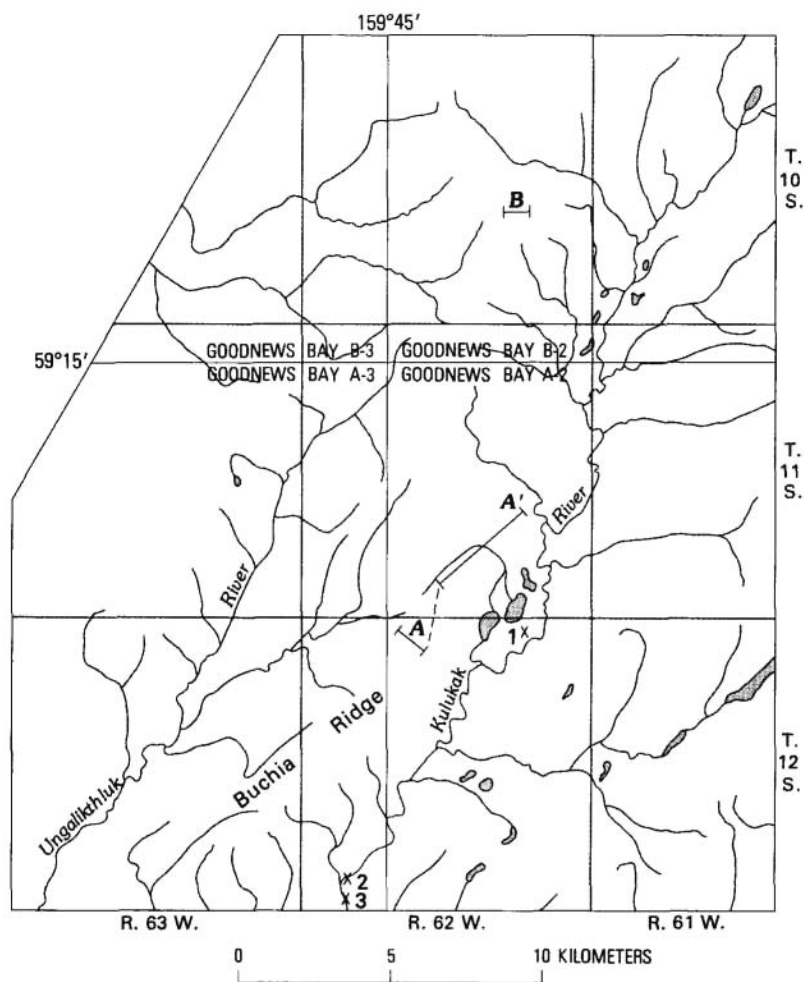 159°45′
T.
10
S.
B
GOODNEWS BAY B-3 GOODNEWS BAY B-2
59°15′
GOODNEWS BAY A-3 GOODNEWS BAY A-2
T.
11
S.
A′
River
River
A
1 x
Kulukak
Ridge
Buchia
T.
12
S.
Ungalikthluk
x 2
x 3
R. 63 W. R. 62 W. R. 61 W.
0 5 10 KILOMETERS